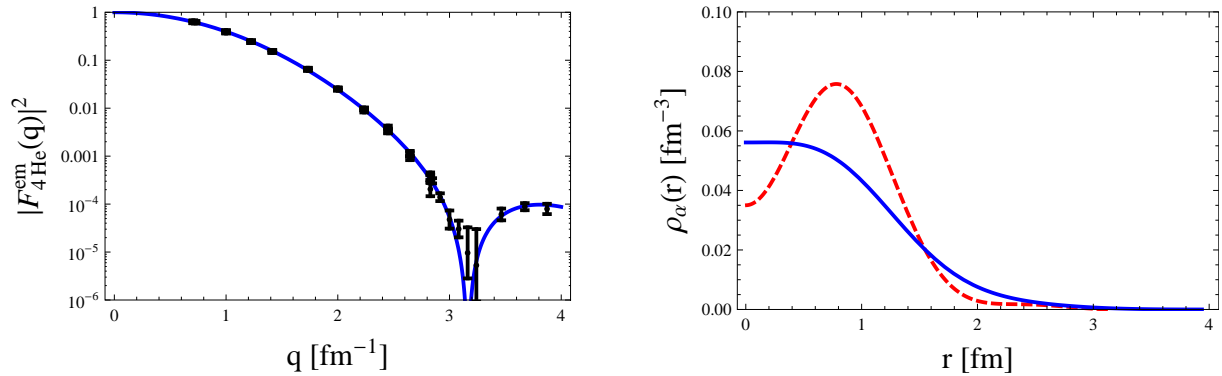 1
0.1
0.01
0.001
10⁻⁴
10⁻⁵
10⁻⁶
|F⁴Heᵉᵐ(q)|²
0 1 2 3 4
q [fm⁻¹]
0.10
0.08
0.06
0.04
0.02
0.00
ρα(r) [fm⁻³]
0 1 2 3 4
r [fm]